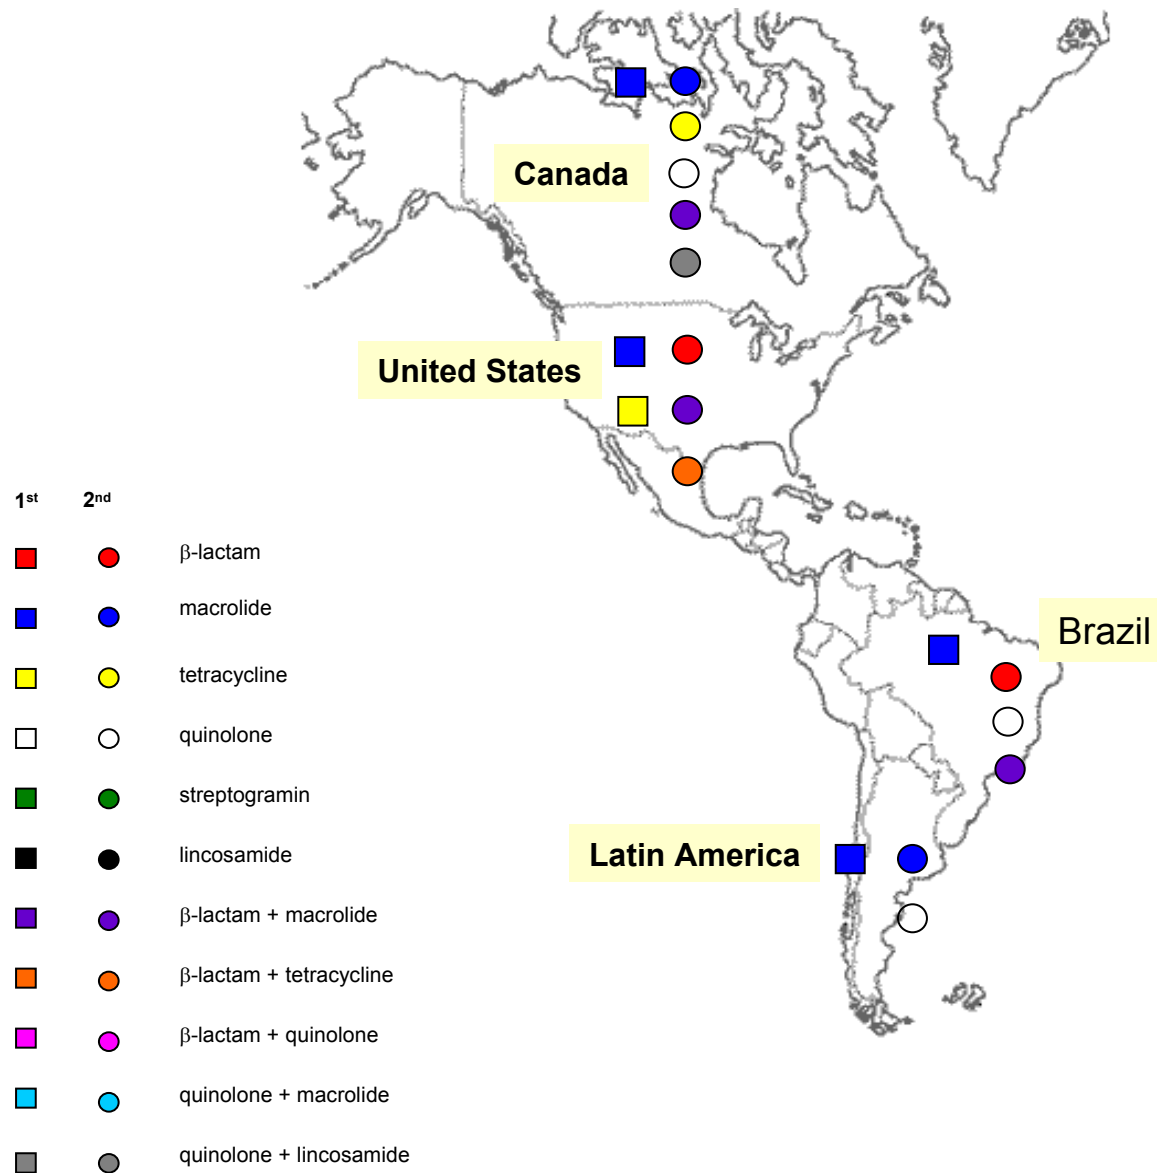 Canada
United States
1st 2nd
β-lactam
macrolide
tetracycline
Brazil
quinolone
streptogramin
Latin America
lincosamide
β-lactam + macrolide
β-lactam + tetracycline
β-lactam + quinolone
quinolone + macrolide
quinolone + lincosamide